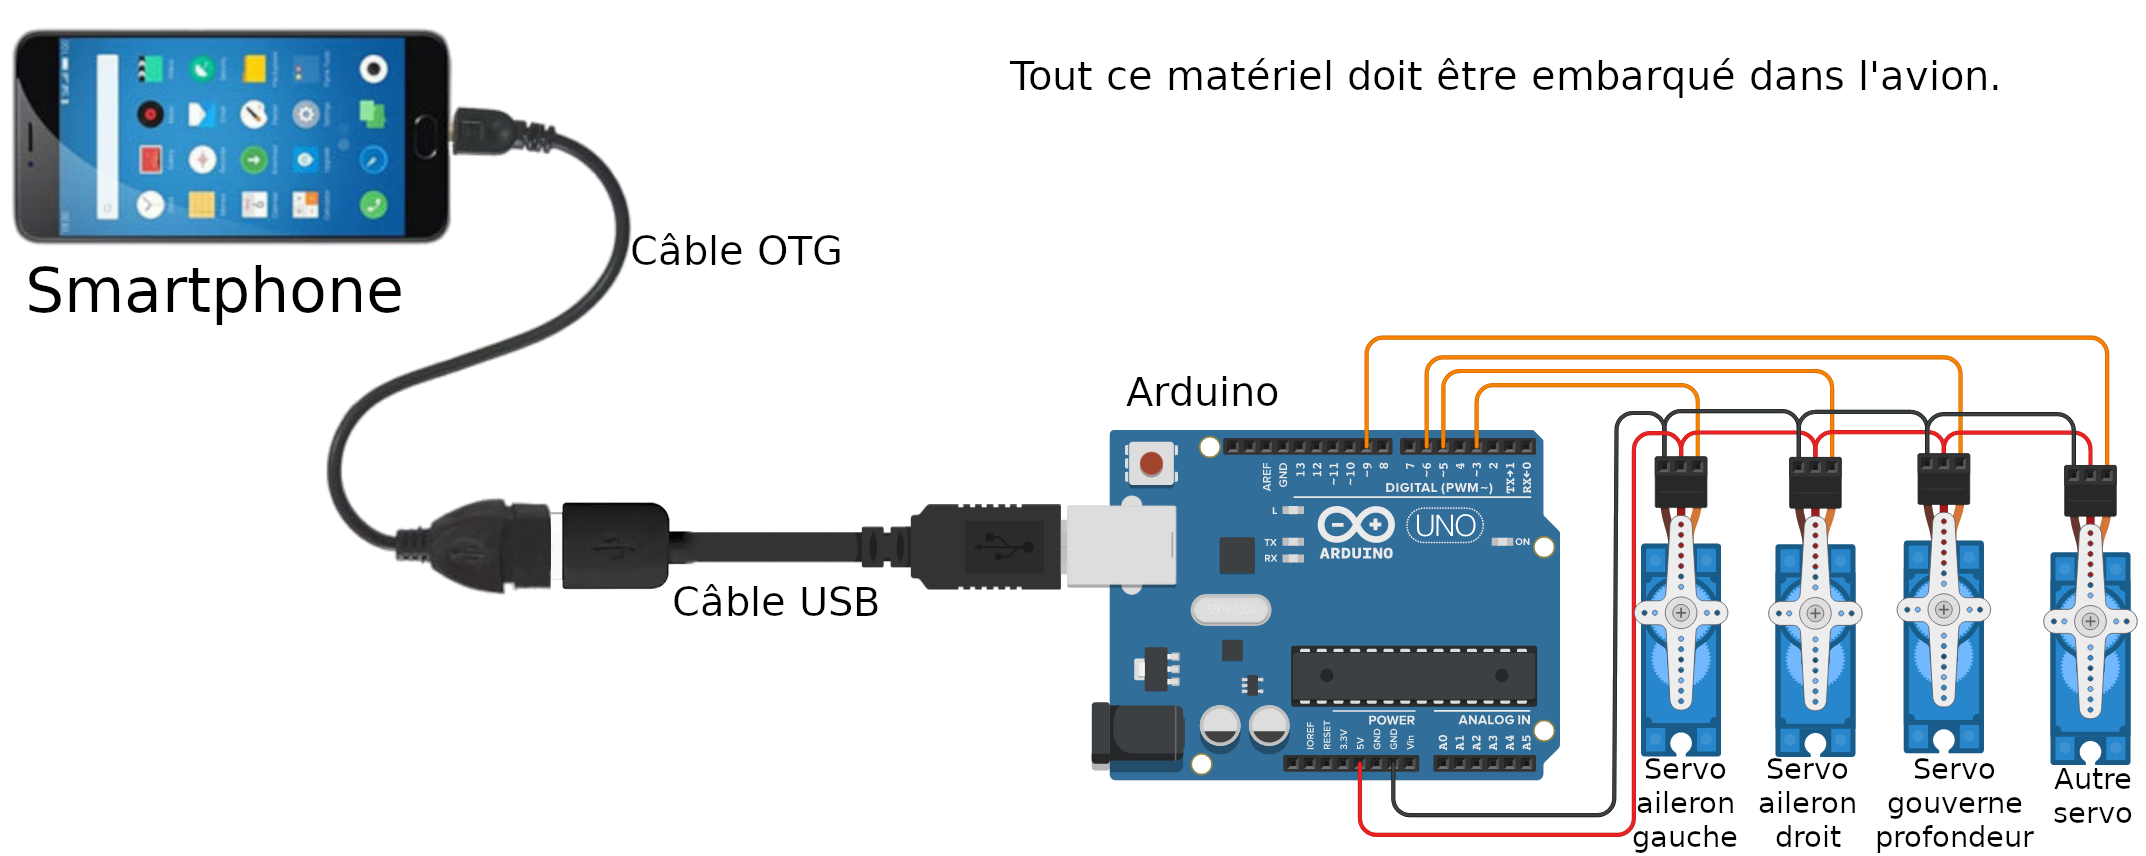 Tout ce matériel doit être embarqué dans l'avion.
Smartphone
Câble OTG
Câble USB
Arduino
AREF
GND
13
12
~11
~10
~9
8
7
~6
~5
4
~3
2
TX→1
RX←0
DIGITAL (PWM~)
L
TX
RX
ARDUINO
UNO
ON
SPK16.000G
POWER
ANALOG IN
IOREF
RESET
3.3V
5V
GND
GND
Vin
A0
A1
A2
A3
A4
A5
Servo
aileron
gauche
Servo
aileron
droit
Servo
gouverne
profondeur
Autre
servo